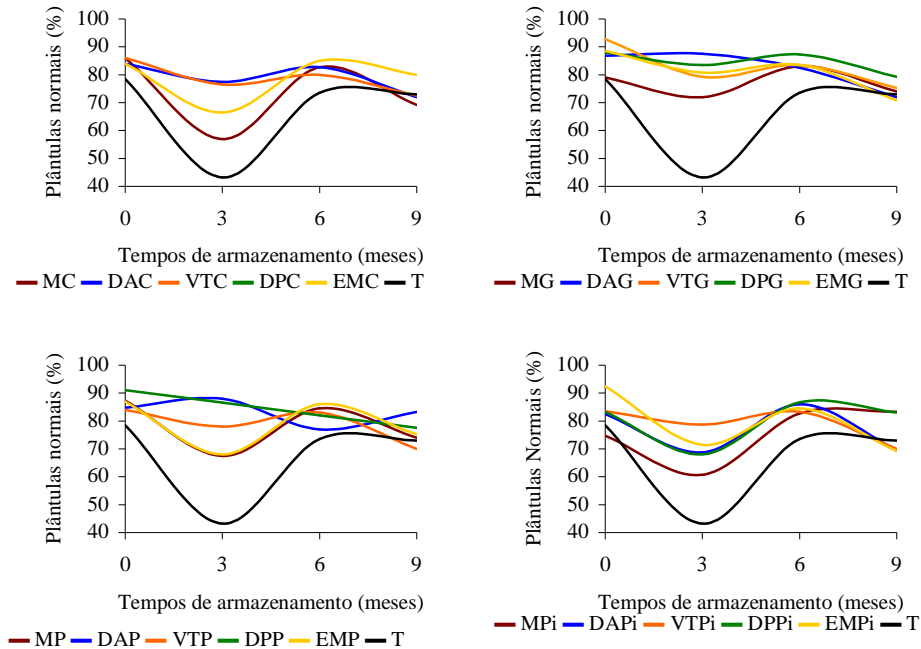 Plântulas normais (%)
100
90
80
70
60
50
40
0 3 6 9
Tempos de armazenamento (meses)
MC DAC VTC DPC EMC T
Plântulas normais (%)
100
90
80
70
60
50
40
0 3 6 9
Tempos de armazenamento (meses)
MG DAG VTG DPG EMG T
Plântulas normais (%)
100
90
80
70
60
50
40
0 3 6 9
Tempos de armazenamento (meses)
MP DAP VTP DPP EMP T
Plântulas Normais (%)
100
90
80
70
60
50
40
0 3 6 9
Tempos de armazenamento (meses)
MPi DAPi VTPi DPPi EMPi T